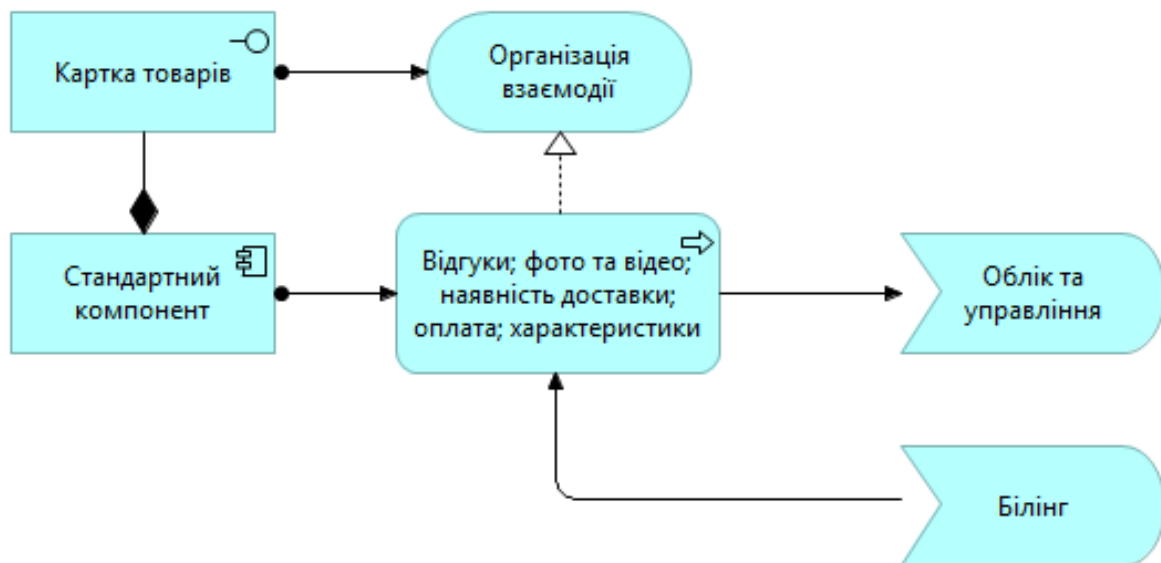 Картка товарів
Організація
взаємодії
Стандартний
компонент
Відгуки; фото та відео;
наявність доставки;
оплата; характеристики
Облік та
управління
Білінг